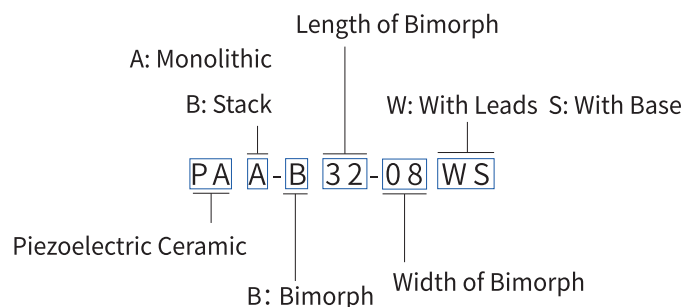 Length of Bimorph
A: Monolithic
B: Stack
W: With Leads S: With Base
PA A-B 32-08 WS
Piezoelectric Ceramic
Width of Bimorph
B: Bimorph